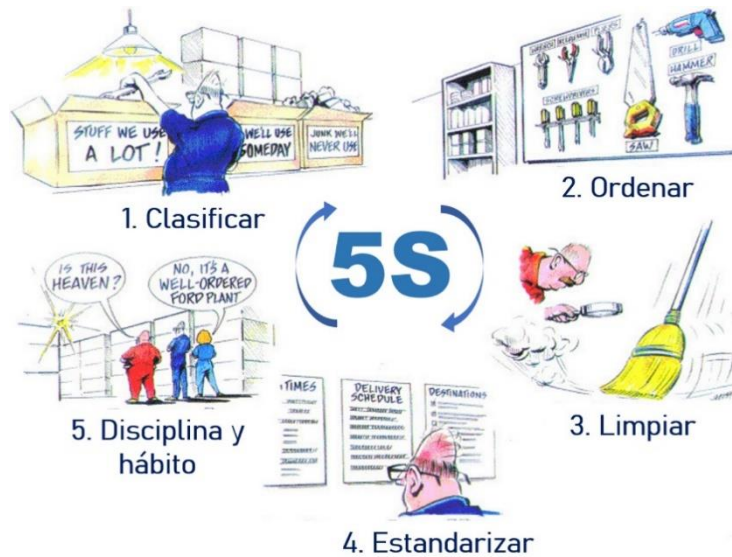 STUFF WE USE
A LOT!
WE'LL USE
SOMEDAY
JUNK WE'LL
NEVER USE
1. Clasificar
PLIERS
DRILL
HAMMER
SCREWDRIVERS
SAW
2. Ordenar
5S
IS THIS
HEAVEN?
NO, IT'S A
WELL-ORDERED
FORD PLANT
5. Disciplina y
hábito
3. Limpiar
TIMES
DELIVERY
SCHEDULE
DESTINATIONS
4. Estandarizar